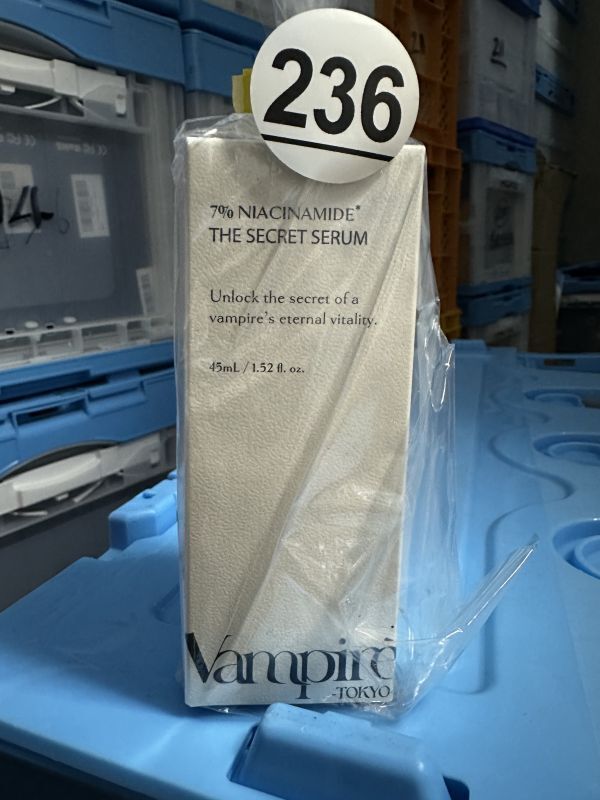 236
7% NIACINAMIDE*
THE SECRET SERUM
Unlock the secret of a
vampire's eternal vitality.
45mL / 1.52 fl. oz.
Vampire
-TOKYO